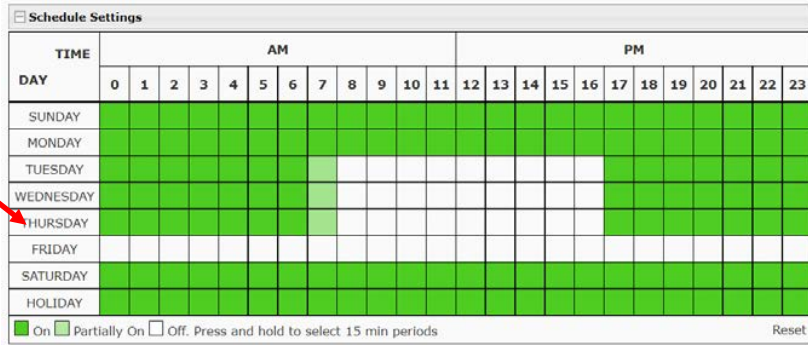 Schedule Settings
TIME AM PM
DAY 0 1 2 3 4 5 6 7 8 9 10 11 12 13 14 15 16 17 18 19 20 21 22 23
SUNDAY
MONDAY
TUESDAY
WEDNESDAY
THURSDAY
FRIDAY
SATURDAY
HOLIDAY
On Partially On Off. Press and hold to select 15 min periods Reset